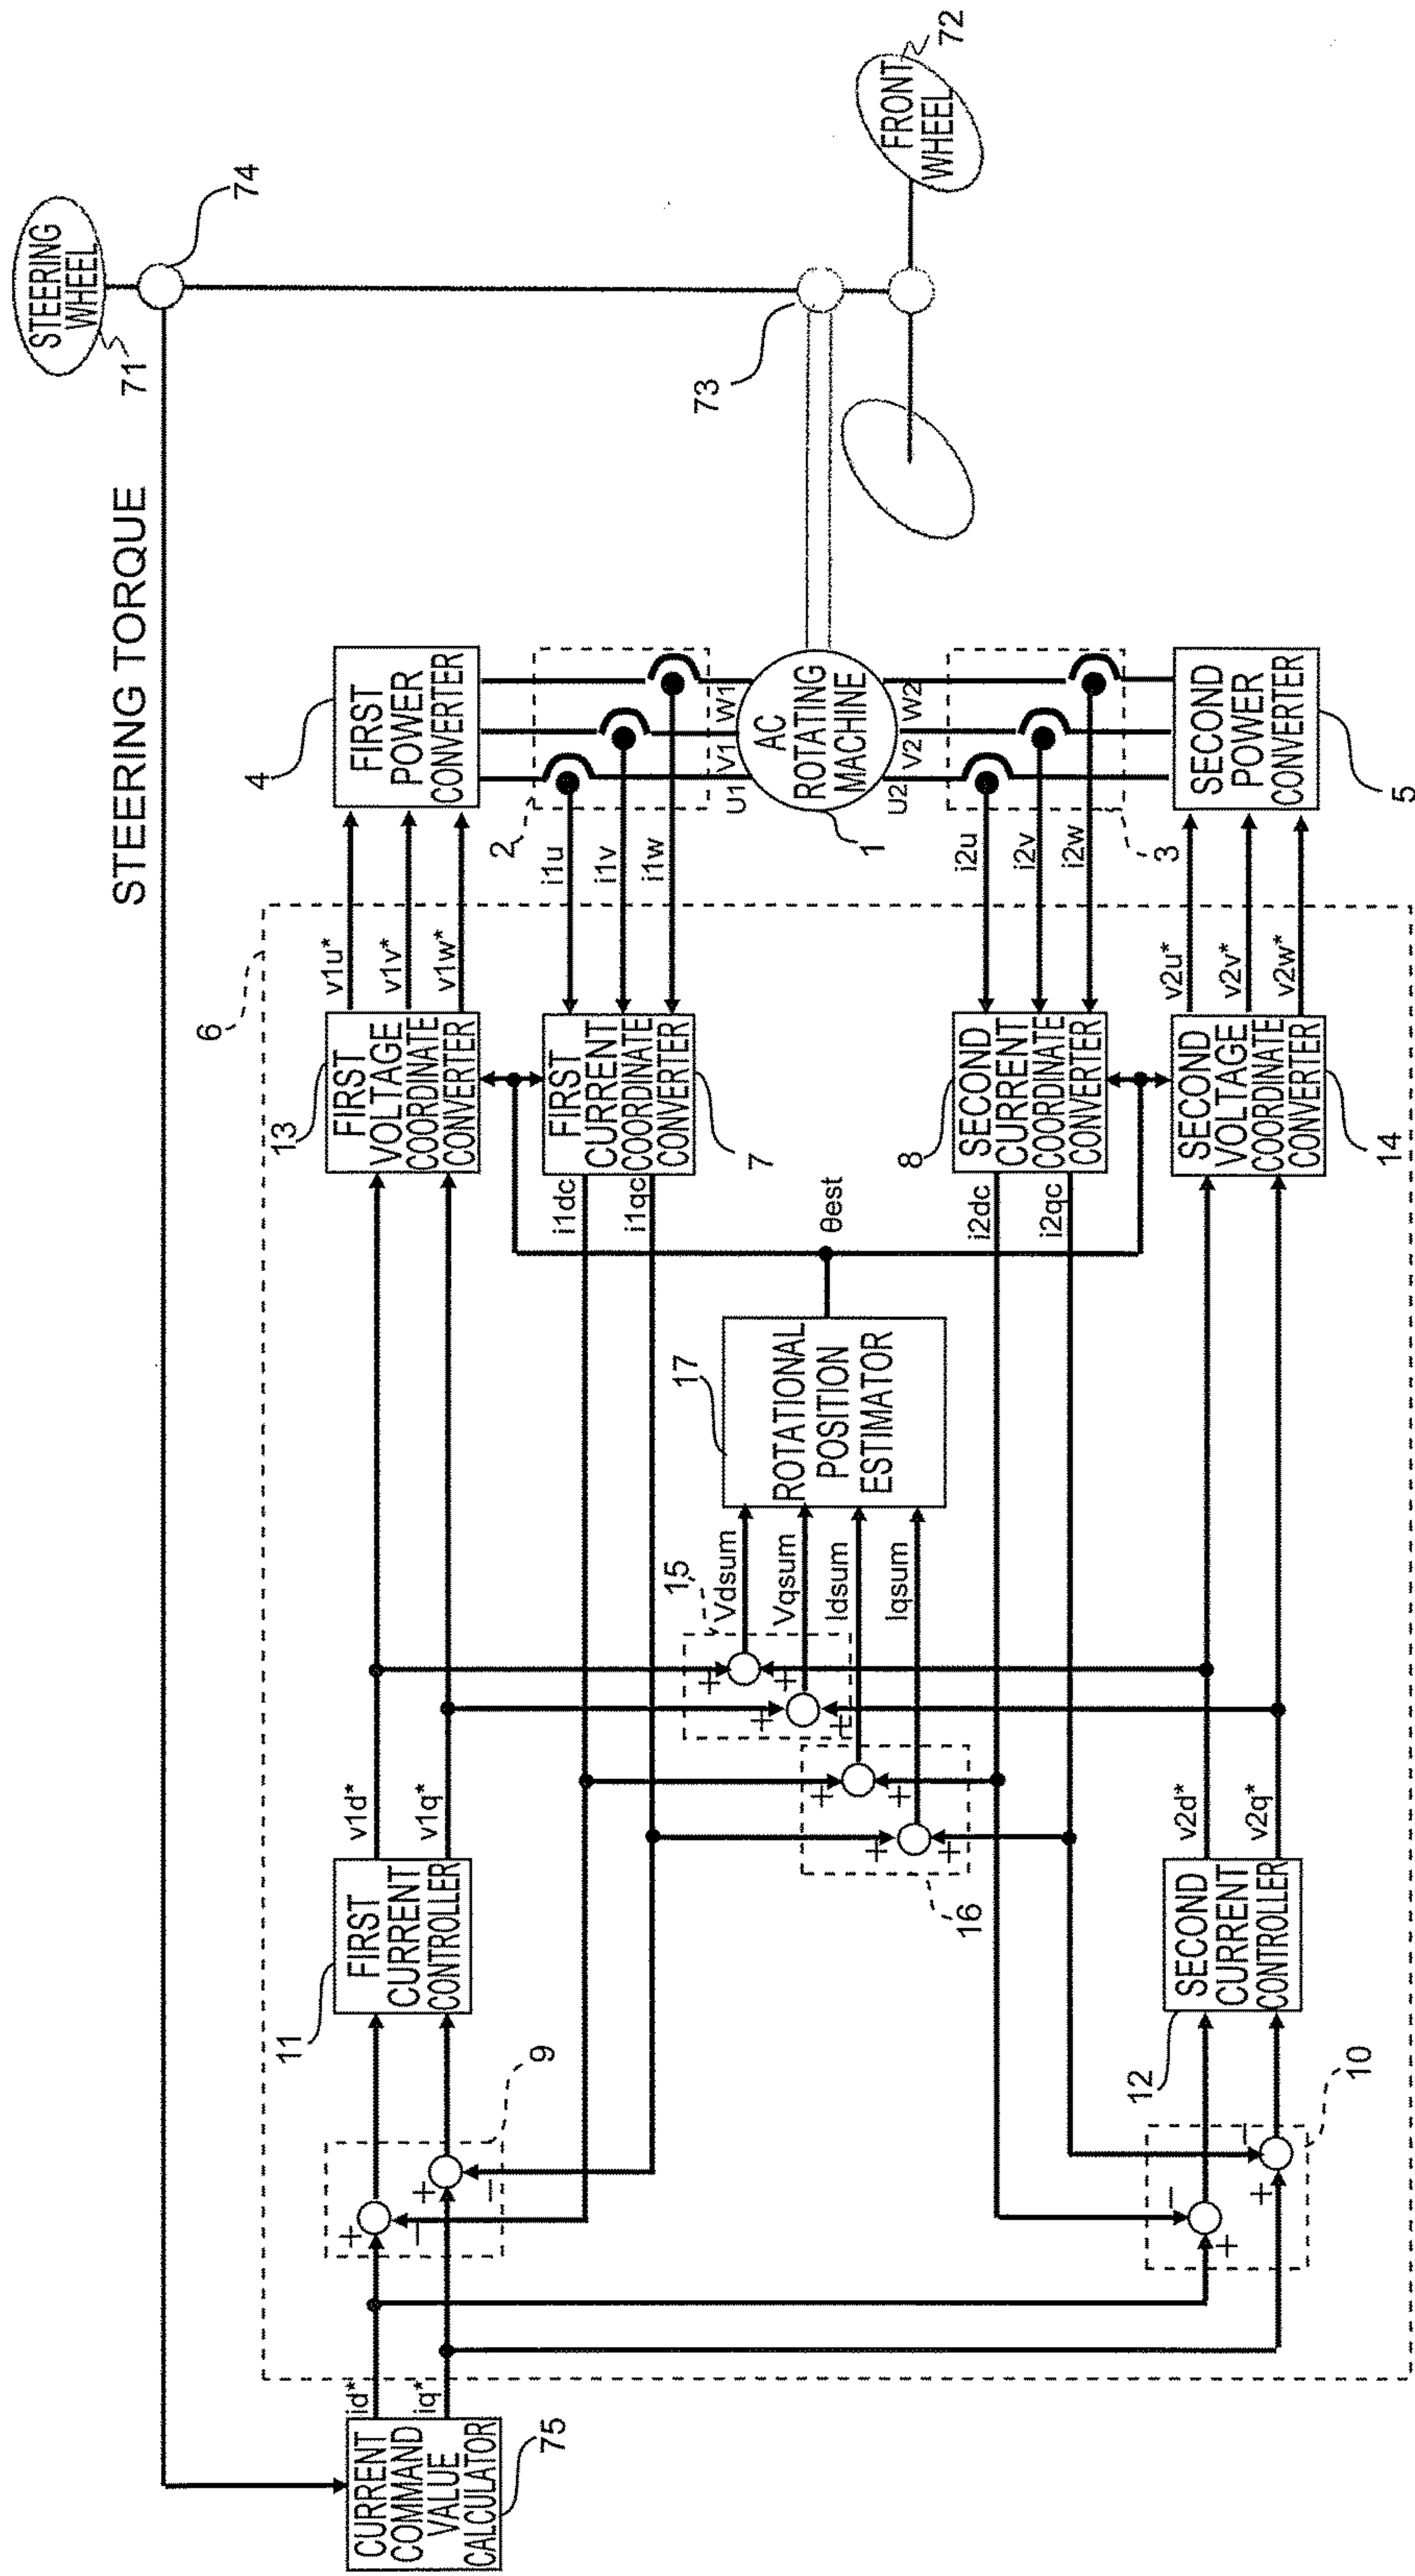 STEERING TORQUE
STEERING
WHEEL
71
74
73
FRONT
WHEEL
72
CURRENT
COMMAND
VALUE
CALCULATOR
75
id*
iq*
6
+
−
+
−
9
FIRST
CURRENT
CONTROLLER
11
v1d*
v1q*
FIRST
VOLTAGE
COORDINATE
CONVERTER
13
v1u*
v1v*
v1w*
FIRST
POWER
CONVERTER
4
FIRST
CURRENT
COORDINATE
CONVERTER
7
i1dc
i1qc
i1u
i1v
i1w
2
U1
V1
W1
AC
ROTATING
MACHINE
1
U2
V2
W2
15
+
+
+
+
Vdsum
Vqsum
16
+
+
+
+
Idsum
Iqsum
ROTATIONAL
POSITION
ESTIMATOR
17
θest
SECOND
CURRENT
COORDINATE
CONVERTER
8
i2dc
i2qc
i2u
i2v
i2w
3
+
−
+
−
10
SECOND
CURRENT
CONTROLLER
12
v2d*
v2q*
SECOND
VOLTAGE
COORDINATE
CONVERTER
14
v2u*
v2v*
v2w*
SECOND
POWER
CONVERTER
5